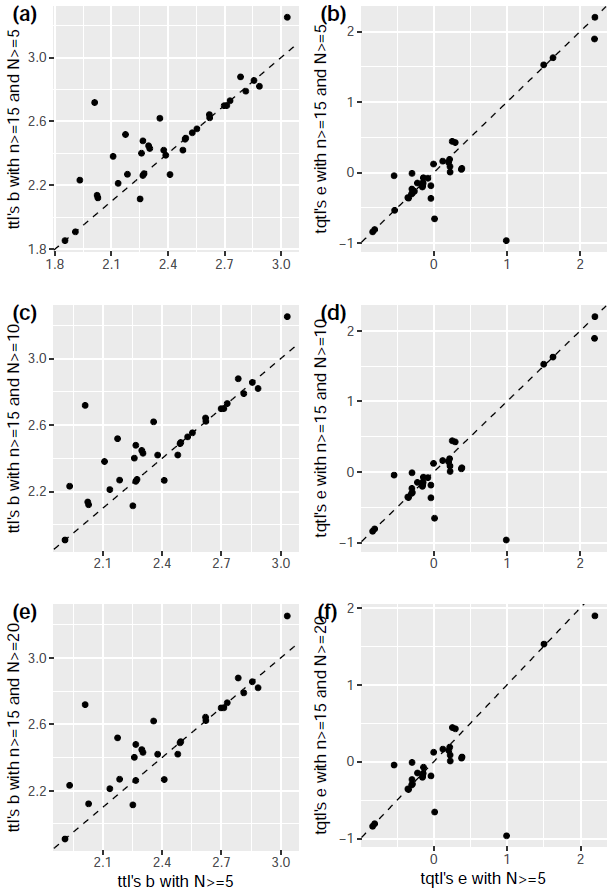 (a)
ttl's b with n>=15 and N>=5
3.0
2.6
2.2
1.8
1.8 2.1 2.4 2.7 3.0
(b)
tqtl's e with n>=15 and N>=5
2
1
0
−1
0 1 2
(c)
ttl's b with n>=15 and N>=10
3.0
2.6
2.2
2.1 2.4 2.7 3.0
(d)
tqtl's e with n>=15 and N>=10
2
1
0
−1
0 1 2
(e)
ttl's b with n>=15 and N>=20
3.0
2.6
2.2
2.1 2.4 2.7 3.0
ttl's b with N>=5
(f)
tqtl's e with n>=15 and N>=20
2
1
0
−1
0 1 2
tqtl's e with N>=5